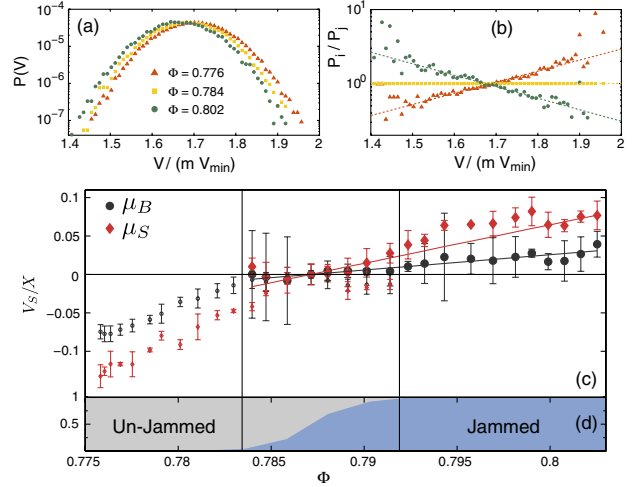 (a)
P(V)
10⁻⁴
10⁻⁵
10⁻⁶
10⁻⁷
Φ = 0.776
Φ = 0.784
Φ = 0.802
1.4 1.5 1.6 1.7 1.8 1.9 2
V / (m V_min)
(b)
P_i / P_j
10¹
10⁰
1.4 1.5 1.6 1.7 1.8 1.9 2
V / (m V_min)
μ_B
μ_S
V_S/X
0.1
0.05
0
-0.05
-0.1
(c)
1
0.5
Un-Jammed
Jammed
(d)
0.775 0.78 0.785 0.79 0.795 0.8
Φ